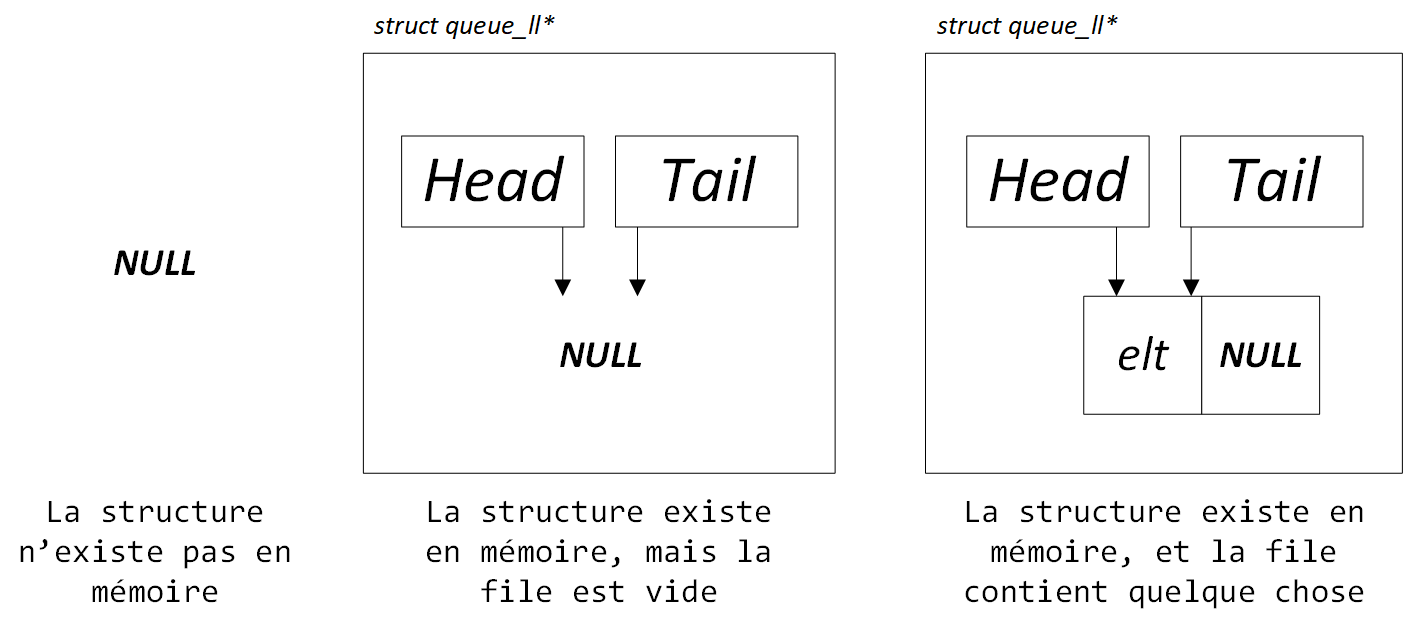 NULL
La structure
n’existe pas en
mémoire
struct queue_ll*
Head
Tail
NULL
La structure existe
en mémoire, mais la
file est vide
struct queue_ll*
Head
Tail
elt
NULL
La structure existe en
mémoire, et la file
contient quelque chose